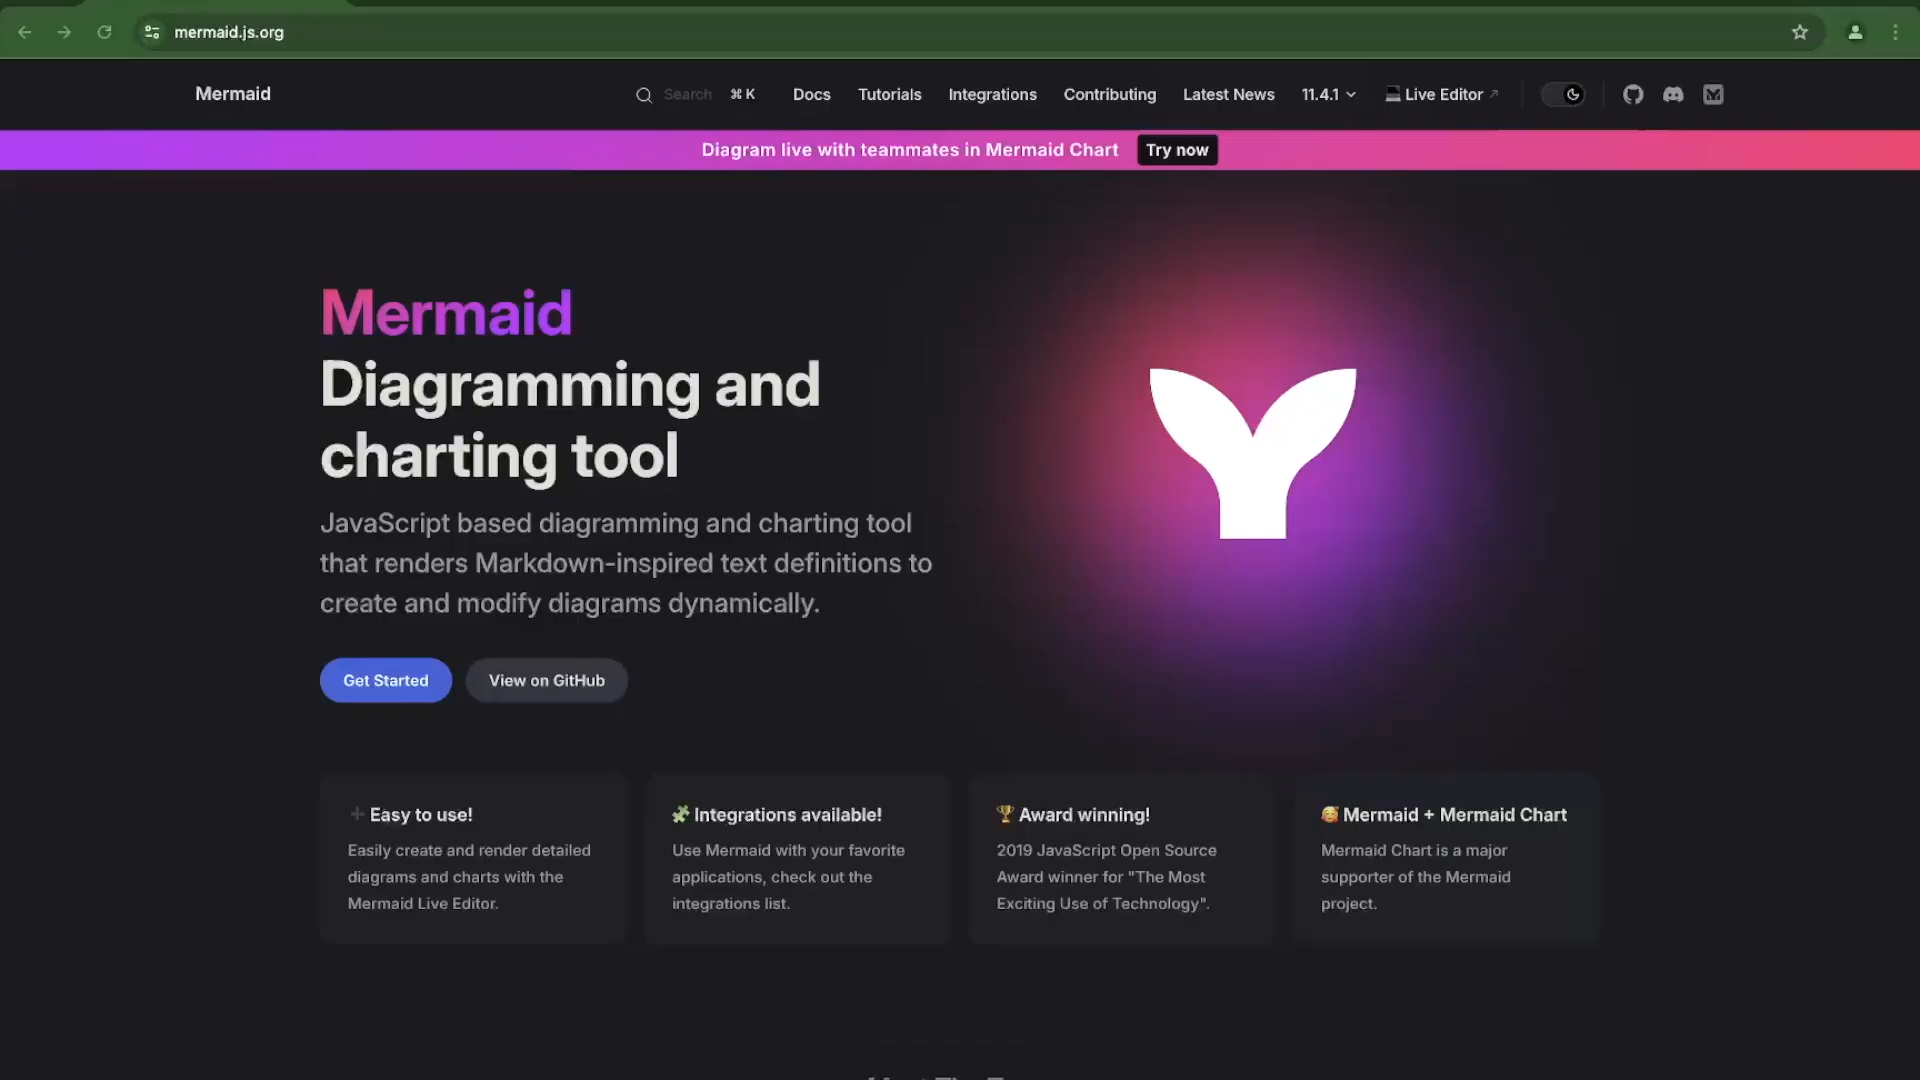 mermaid.js.org
Mermaid
Search ⌘ K
Docs
Tutorials
Integrations
Contributing
Latest News
11.4.1
Live Editor
Diagram live with teammates in Mermaid Chart
Try now
Mermaid
Diagramming and
charting tool
JavaScript based diagramming and charting tool
that renders Markdown-inspired text definitions to
create and modify diagrams dynamically.
Get Started
View on GitHub
Easy to use!
Easily create and render detailed
diagrams and charts with the
Mermaid Live Editor.
Integrations available!
Use Mermaid with your favorite
applications, check out the
integrations list.
Award winning!
2019 JavaScript Open Source
Award winner for "The Most
Exciting Use of Technology".
Mermaid + Mermaid Chart
Mermaid Chart is a major
supporter of the Mermaid
project.